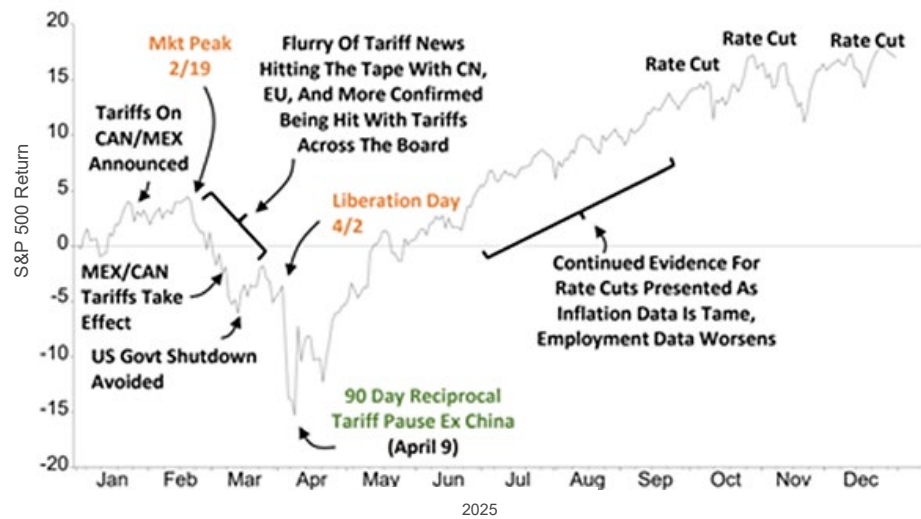 20
15
10
5
0
-5
-10
-15
-20
S&P 500 Return
Mkt Peak
2/19
Tariffs On
CAN/MEX
Announced
Flurry Of Tariff News
Hitting The Tape With CN,
EU, And More Confirmed
Being Hit With Tariffs
Across The Board
Liberation Day
4/2
MEX/CAN
Tariffs Take
Effect
US Govt Shutdown
Avoided
90 Day Reciprocal
Tariff Pause Ex China
(April 9)
Continued Evidence For
Rate Cuts Presented As
Inflation Data Is Tame,
Employment Data Worsens
Rate Cut
Rate Cut
Rate Cut
Jan Feb Mar Apr May Jun Jul Aug Sep Oct Nov Dec
2025